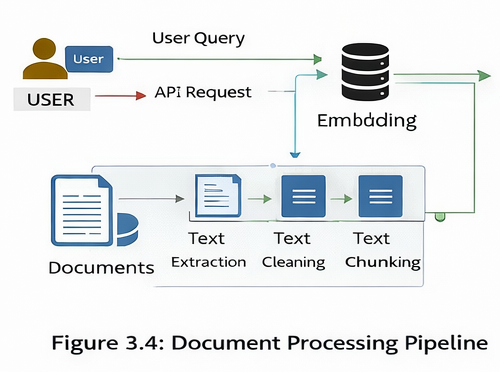 User Query
User
USER
API Request
Embdding
Documents
Text Extraction
Text Cleaning
Text Chunking
Figure 3.4: Document Processing Pipeline